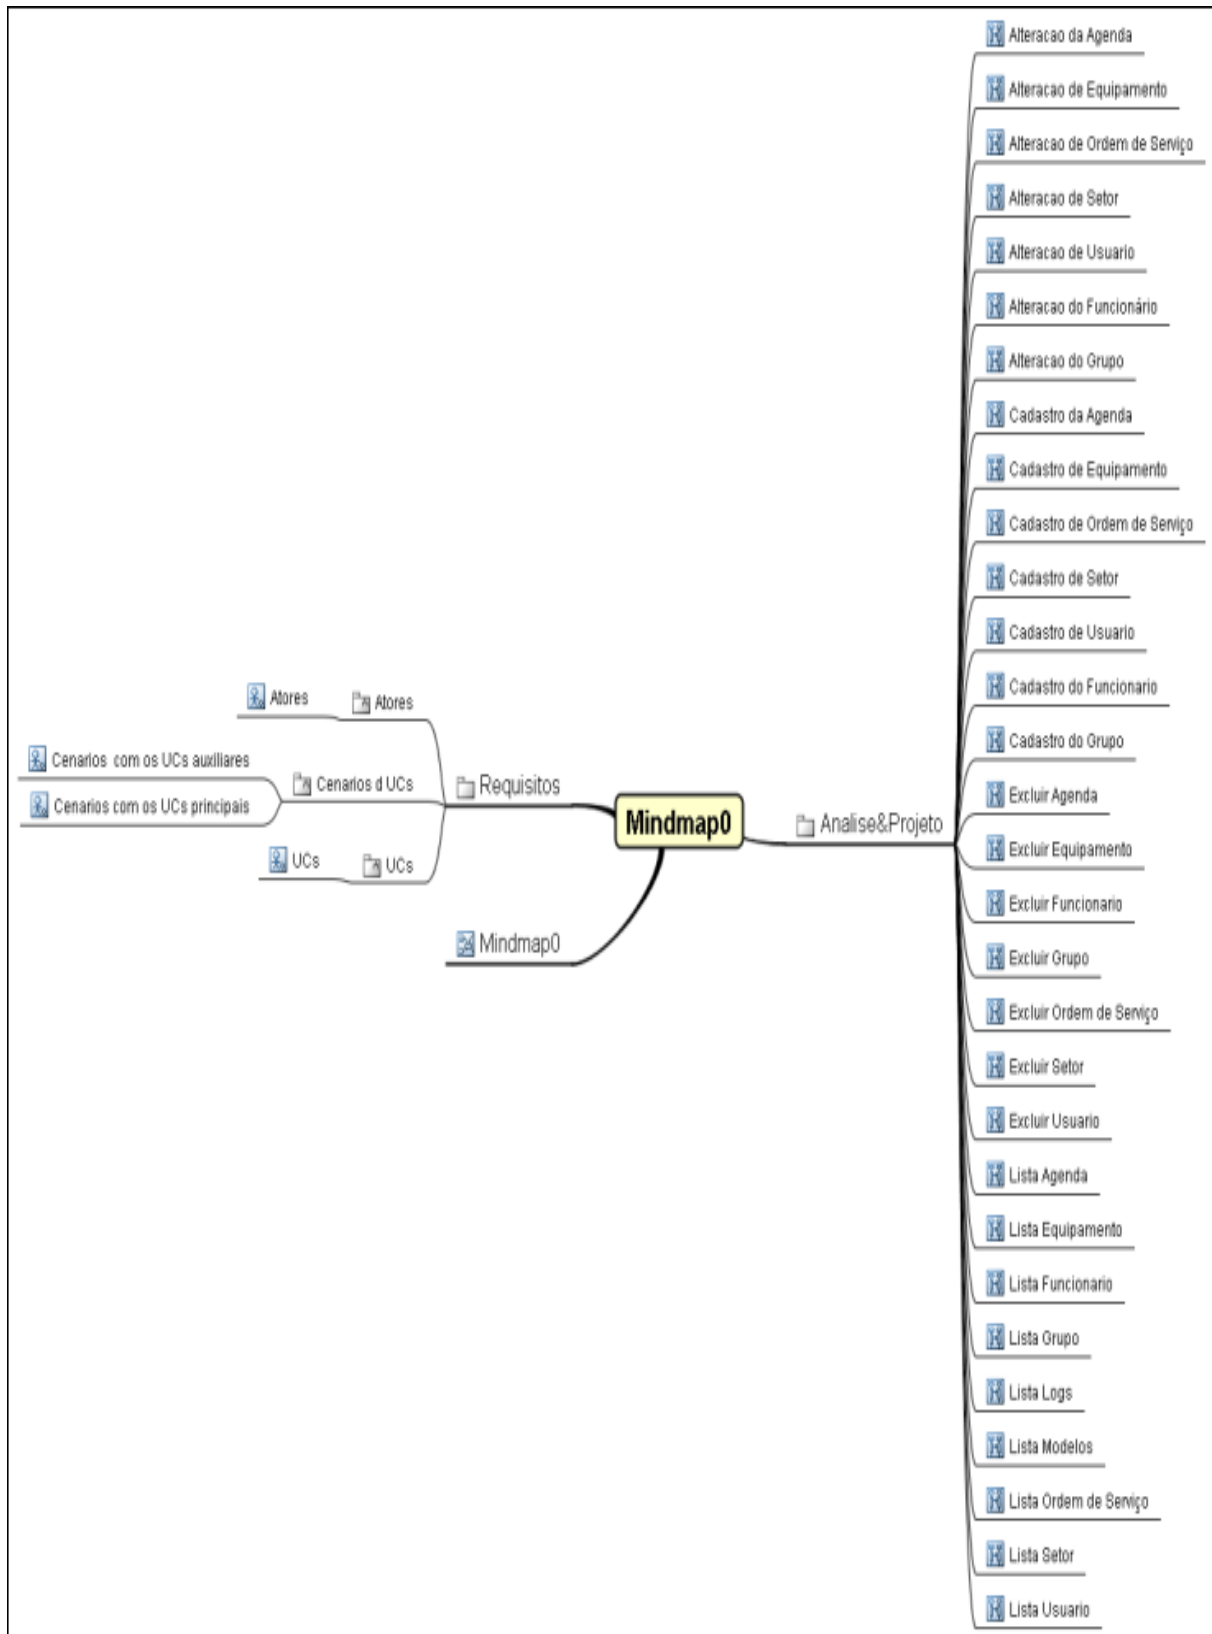 Mindmap0
Requisitos
Atores
Atores
Cenarios d UCs
Cenarios com os UCs auxiliares
Cenarios com os UCs principais
UCs
UCs
Mindmap0
Analise&Projeto
Alteracao da Agenda
Alteracao de Equipamento
Alteracao de Ordem de Serviço
Alteracao de Setor
Alteracao de Usuario
Alteracao do Funcionário
Alteracao do Grupo
Cadastro da Agenda
Cadastro de Equipamento
Cadastro de Ordem de Serviço
Cadastro de Setor
Cadastro de Usuario
Cadastro do Funcionario
Cadastro do Grupo
Excluir Agenda
Excluir Equipamento
Excluir Funcionario
Excluir Grupo
Excluir Ordem de Serviço
Excluir Setor
Excluir Usuario
Lista Agenda
Lista Equipamento
Lista Funcionario
Lista Grupo
Lista Logs
Lista Modelos
Lista Ordem de Serviço
Lista Setor
Lista Usuario